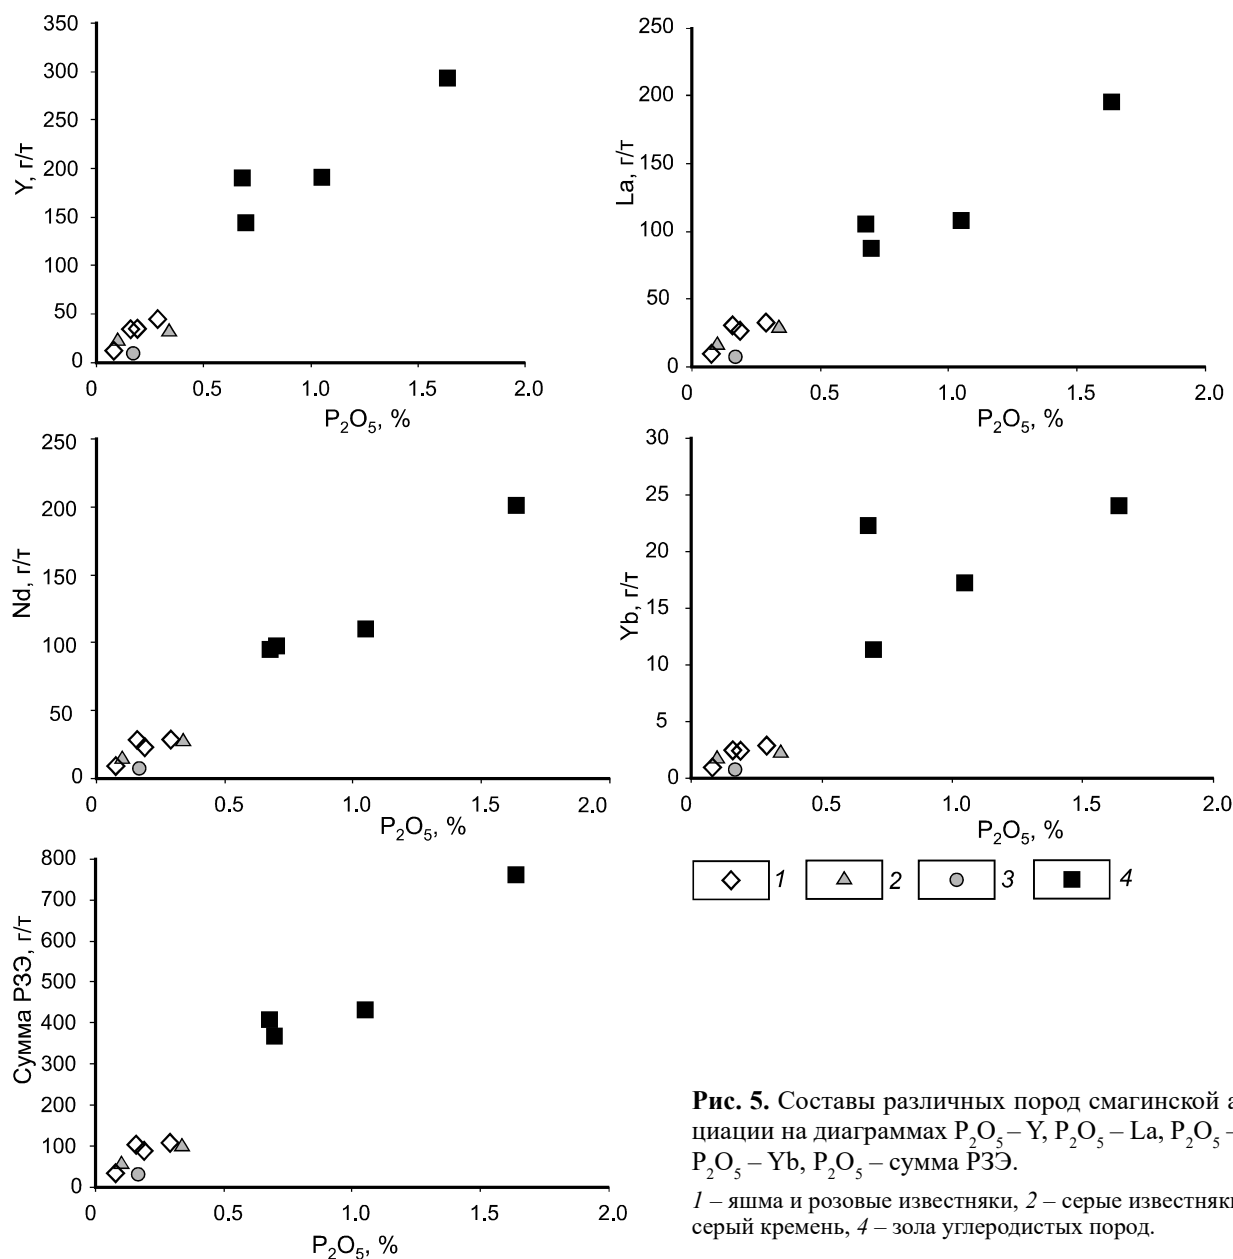 350
300
250
200
150
100
50
0
Y, г/т
0 0.5 1.0 1.5 2.0
P₂O₅, %
250
200
150
100
50
0
La, г/т
0 0.5 1.0 1.5 2.0
P₂O₅, %
250
200
150
100
50
0
Nd, г/т
0 0.5 1.0 1.5 2.0
P₂O₅, %
30
25
20
15
10
5
0
Yb, г/т
0 0.5 1.0 1.5 2.0
P₂O₅, %
800
700
600
500
400
300
200
100
0
Сумма РЗЭ, г/т
0 0.5 1.0 1.5 2.0
P₂O₅, %
1 2 3 4
Рис. 5. Составы различных пород смагинской а
циации на диаграммах P₂O₅ – Y, P₂O₅ – La, P₂O₅ –
P₂O₅ – Yb, P₂O₅ – сумма РЗЭ.
1 – яшма и розовые известняки, 2 – серые известняки
серый кремень, 4 – зола углеродистых пород.